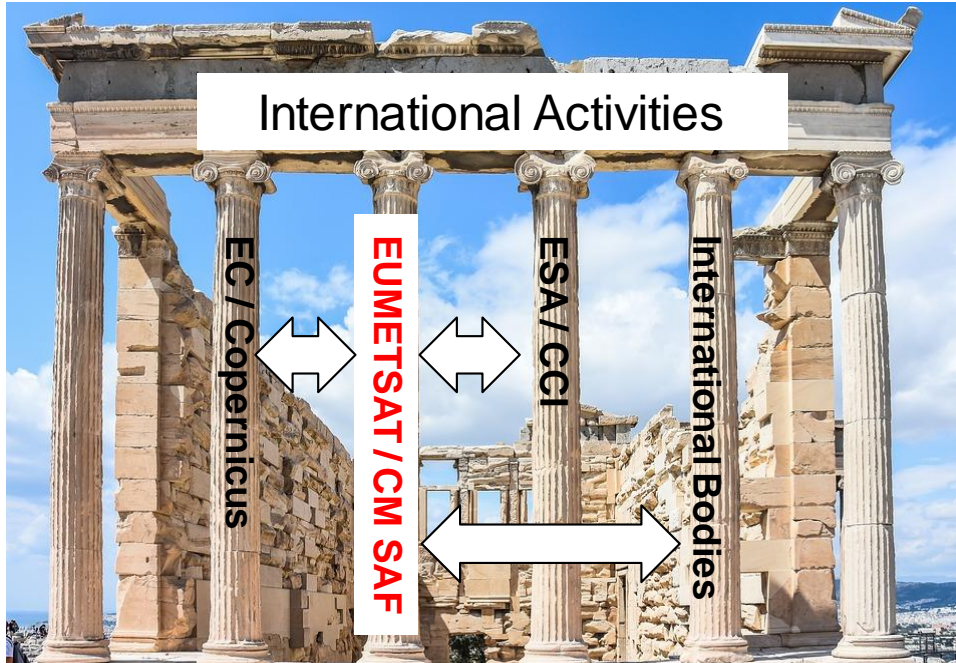 International Activities
EC / Copernicus
EUMETSAT / CM SAF
ESA / CCI
International Bodies